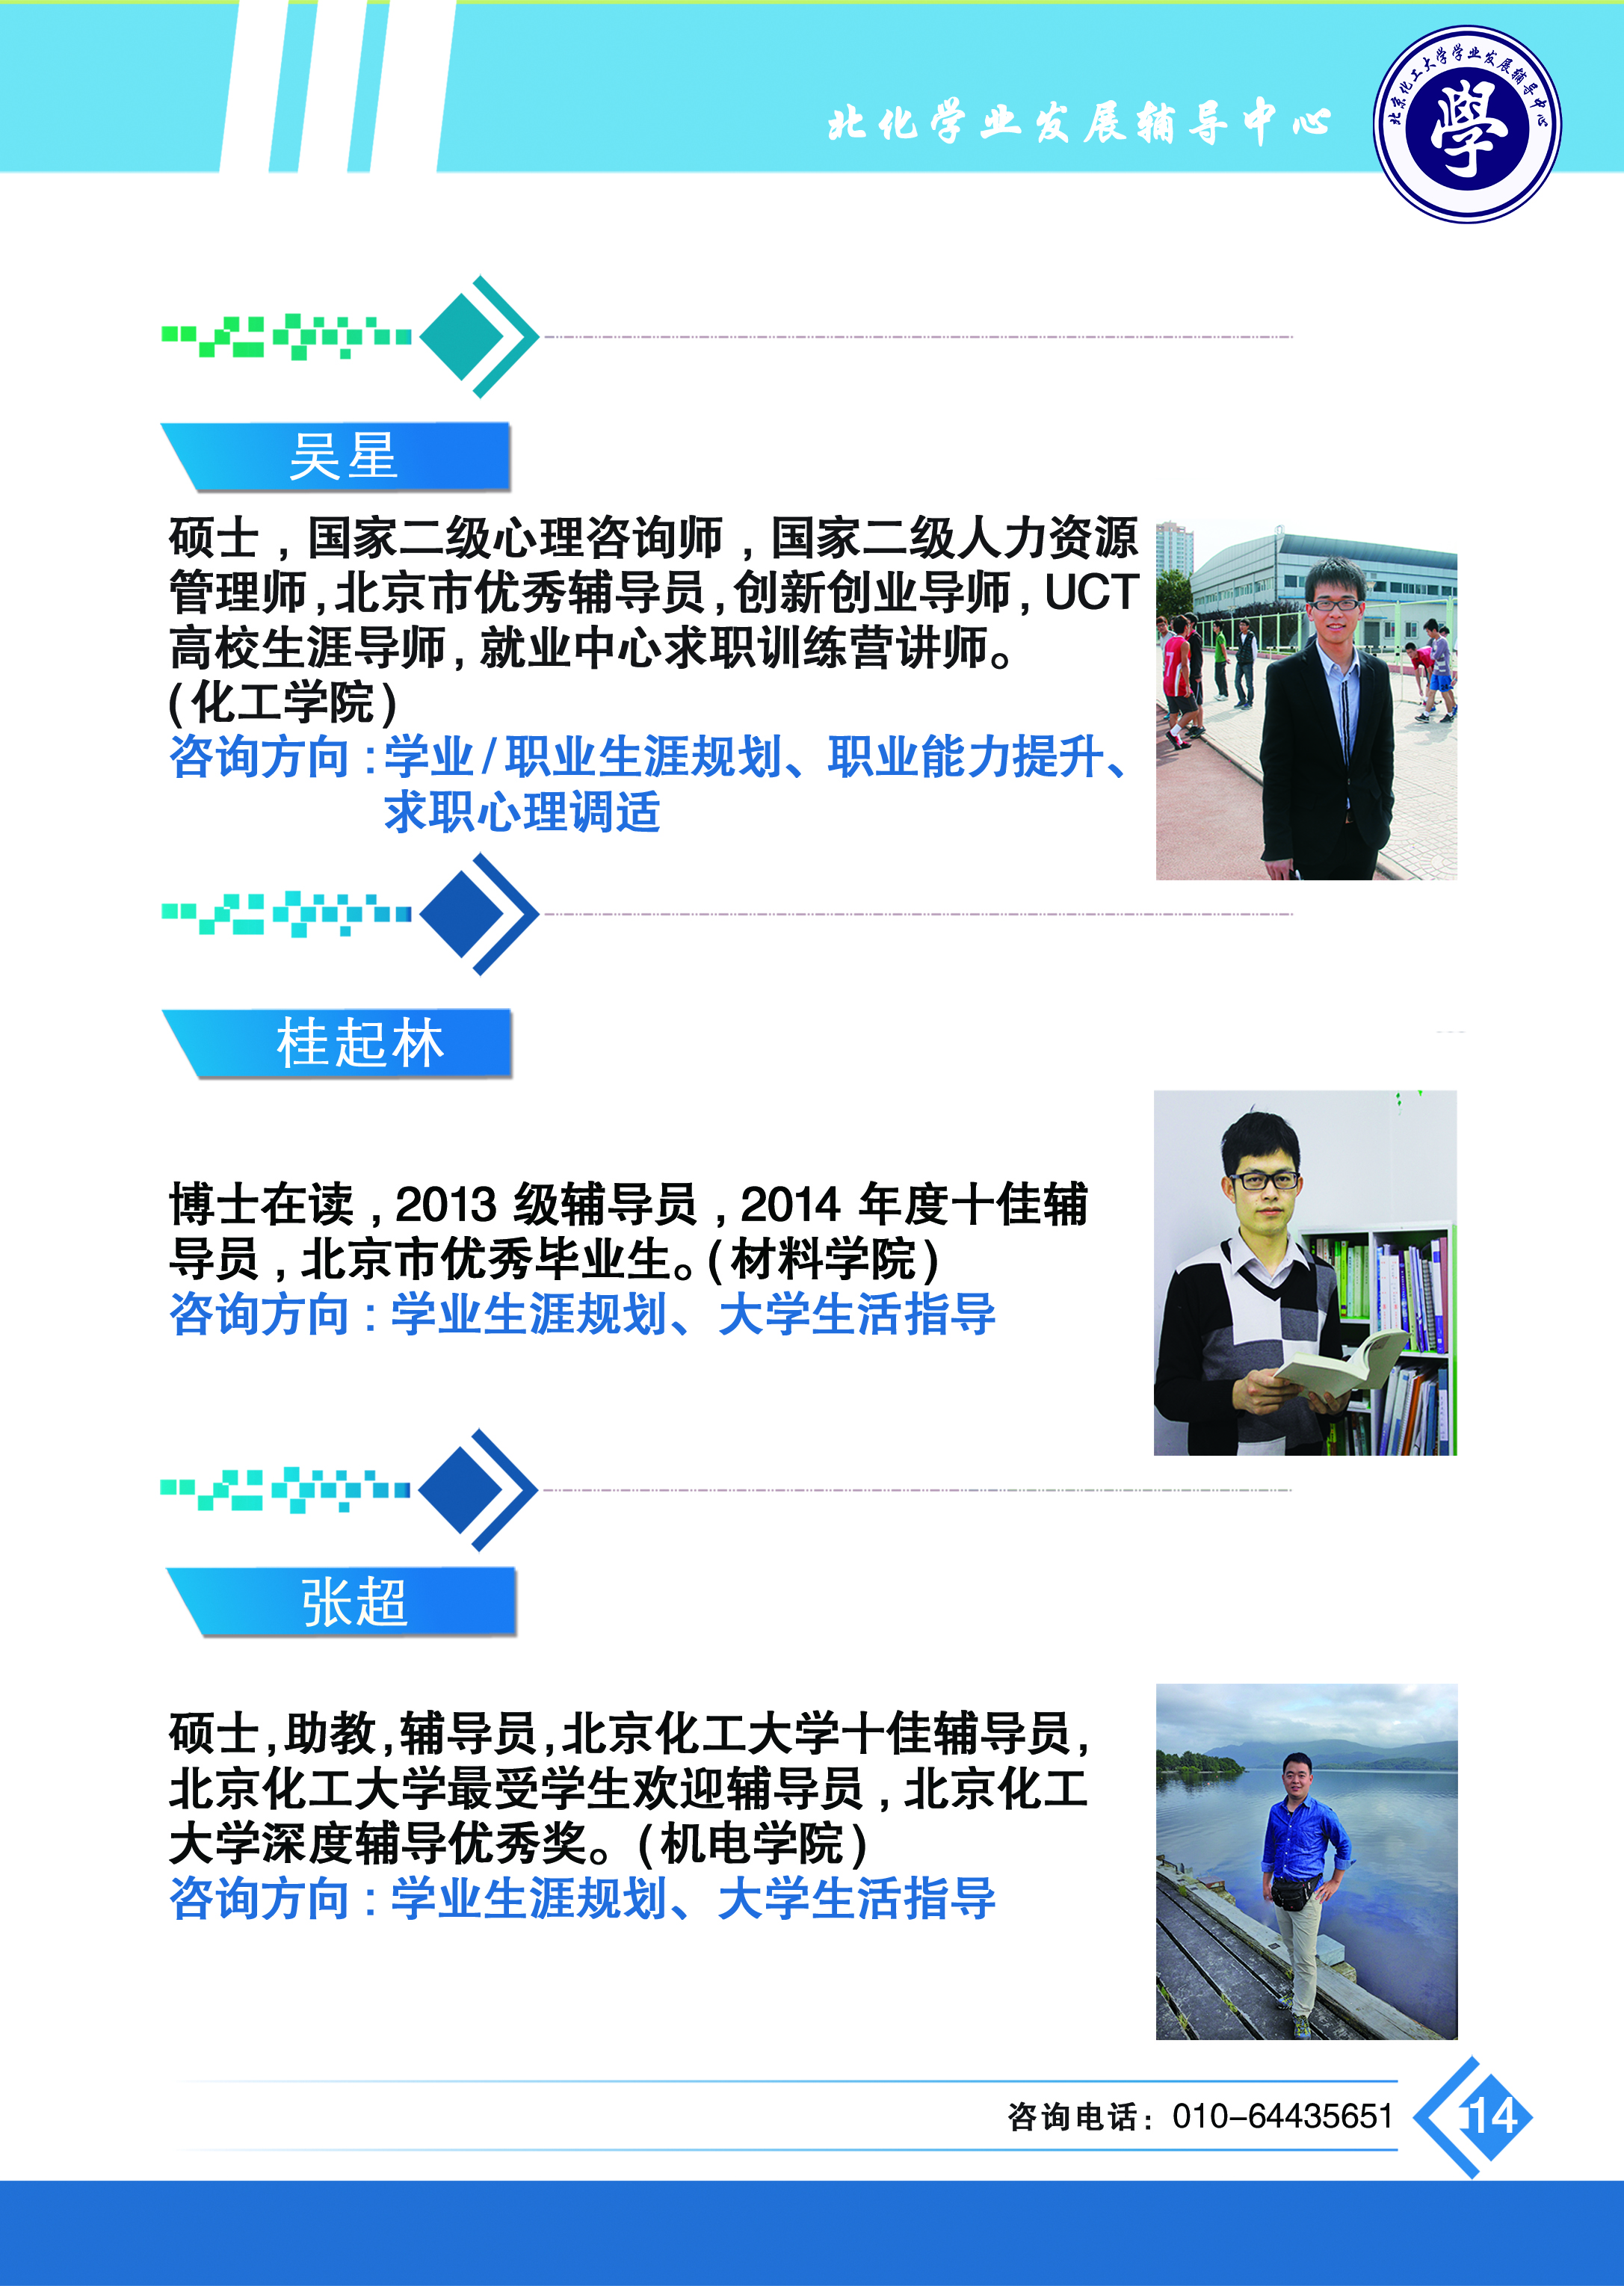 北化学业发展辅导中心
北京化工大学学业发展辅导中心
學
吴星
硕士，国家二级心理咨询师，国家二级人力资源
管理师,北京市优秀辅导员,创新创业导师, UCT
高校生涯导师, 就业中心求职训练营讲师。
(化工学院)
咨询方向:学业/职业生涯规划、职业能力提升、
求职心理调适
桂起林
博士在读，2013 级辅导员，2014 年度十佳辅
导员，北京市优秀毕业生。(材料学院)
咨询方向:学业生涯规划、大学生活指导
张超
硕士,助教,辅导员,北京化工大学十佳辅导员,
北京化工大学最受学生欢迎辅导员，北京化工
大学深度辅导优秀奖。(机电学院)
咨询方向:学业生涯规划、大学生活指导
咨询电话：010-64435651
14